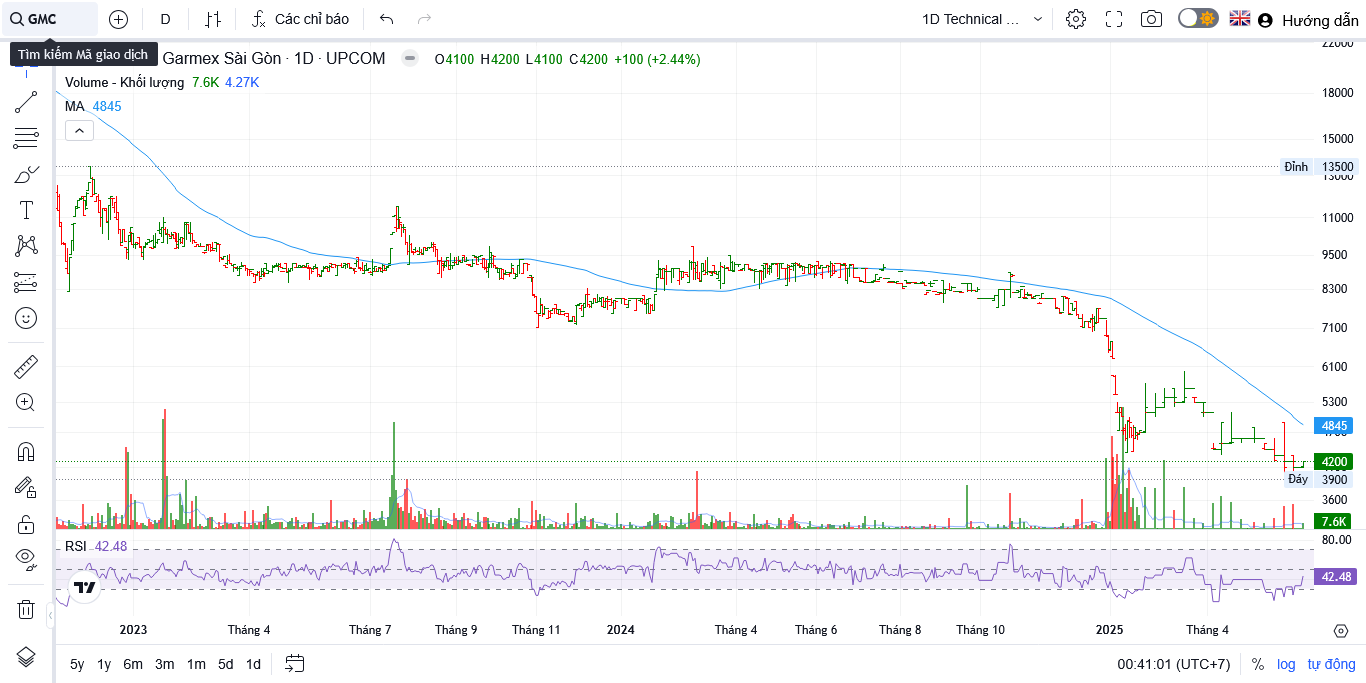 GMC
D
Các chỉ báo
1D Technical ...
Hướng dẫn
Tìm kiếm Mã giao dịch
Garmex Sài Gòn · 1D · UPCOM
O4100 H4200 L4100 C4200 +100 (+2.44%)
Volume - Khối lượng 7.6K 4.27K
MA 4845
22000
18000
15000
Đỉnh 13500
13000
11000
9500
8300
7100
6100
5300
4845
4200
Đáy 3900
3600
7.6K
RSI 42.48
80.00
42.48
2023 Tháng 4 Tháng 7 Tháng 9 Tháng 11 2024 Tháng 4 Tháng 6 Tháng 8 Tháng 10 2025 Tháng 4
5y 1y 6m 3m 1m 5d 1d
00:41:01 (UTC+7) % log tự động